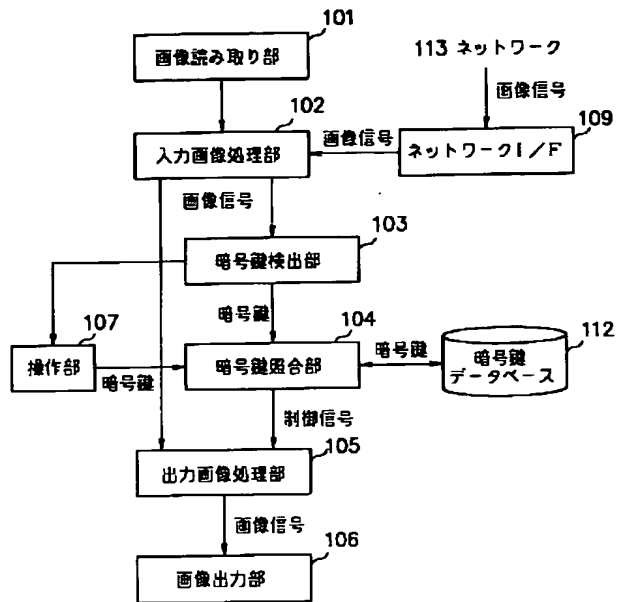 101
画像読み取り部
113 ネットワーク
画像信号
102
109
画像信号
入力画像処理部
ネットワークI/F
画像信号
103
暗号鍵検出部
107
暗号鍵
104
暗号鍵
112
操作部
暗号鍵
暗号鍵照合部
暗号鍵
データベース
制御信号
105
出力画像処理部
画像信号
106
画像出力部